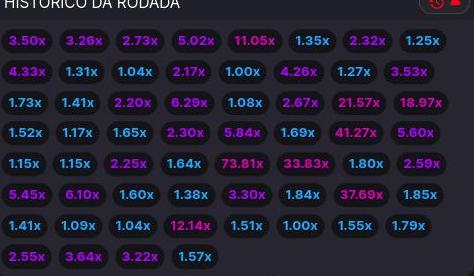 HISTÓRICO DA RODADA
3.50x 3.26x 2.73x 5.02x 11.05x 1.35x 2.32x 1.25x
4.33x 1.31x 1.04x 2.17x 1.00x 4.26x 1.27x 3.53x
1.73x 1.41x 2.20x 6.29x 1.08x 2.67x 21.57x 18.97x
1.52x 1.17x 1.65x 2.30x 5.84x 1.69x 41.27x 5.60x
1.15x 1.15x 2.25x 1.64x 73.81x 33.83x 1.80x 2.59x
5.45x 6.10x 1.60x 1.38x 3.30x 1.84x 37.69x 1.85x
1.41x 1.09x 1.04x 12.14x 1.51x 1.00x 1.55x 1.79x
2.55x 3.64x 3.22x 1.57x